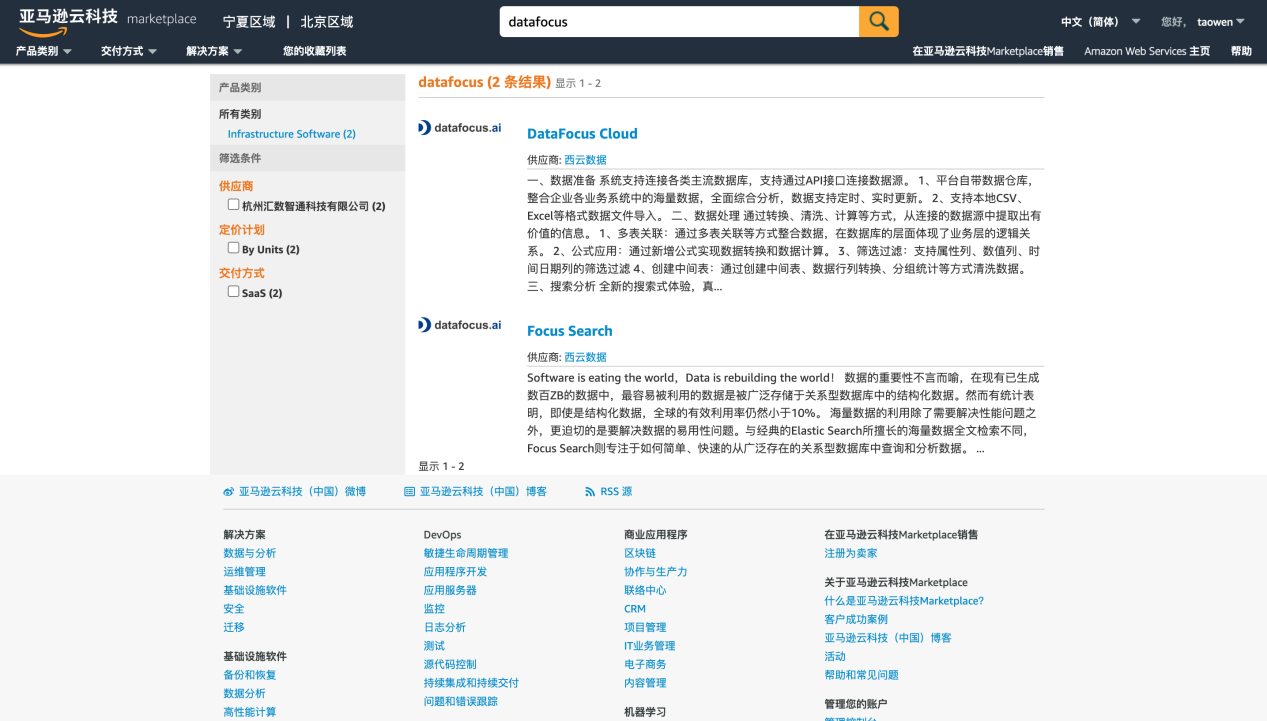 亚马逊云科技 marketplace
宁夏区域 | 北京区域
datafocus
中文（简体）
您好， taowen
产品类别
交付方式
解决方案
您的收藏列表
在亚马逊云科技Marketplace销售
Amazon Web Services 主页
帮助
产品类别
所有类别
Infrastructure Software (2)
筛选条件
供应商
杭州汇数智通科技有限公司 (2)
定价计划
By Units (2)
交付方式
SaaS (2)
datafocus (2 条结果) 显示 1 - 2
datafocus.ai
DataFocus Cloud
供应商: 西云数据
一、数据准备 系统支持连接各类主流数据库，支持通过API接口连接数据源。 1、平台自带数据仓库，
整合企业各业务系统中的海量数据，全面综合分析，数据支持定时、实时更新。 2、支持本地CSV、
Excel等格式数据文件导入。 二、数据处理 通过转换、清洗、计算等方式，从连接的数据源中提取出有
价值的信息。 1、多表关联：通过多表关联等方式整合数据，在数据库的层面体现了业务层的逻辑关
系。 2、公式应用：通过新增公式实现数据转换和数据计算。 3、筛选过滤：支持属性列、数值列、时
间日期列的筛选过滤 4、创建中间表：通过创建中间表、数据行列转换、分组统计等方式清洗数据。
三、搜索分析 全新的搜索式体验，真...
datafocus.ai
Focus Search
供应商: 西云数据
Software is eating the world，Data is rebuilding the world！ 数据的重要性不言而喻，在现有已生成
数百ZB的数据中，最容易被利用的数据是被广泛存储于关系型数据库中的结构化数据。然而有统计表
明，即使是结构化数据，全球的有效利用率仍然小于10%。 海量数据的利用除了需要解决性能问题之
外，更迫切的是要解决数据的易用性问题。与经典的Elastic Search所擅长的海量数据全文检索不同，
Focus Search则专注于如何简单、快速的从广泛存在的关系型数据库中查询和分析数据。 ...
显示 1 - 2
亚马逊云科技（中国）微博
亚马逊云科技（中国）博客
RSS 源
解决方案
数据与分析
运维管理
基础设施软件
安全
迁移
基础设施软件
备份和恢复
数据分析
高性能计算
DevOps
敏捷生命周期管理
应用程序开发
应用服务器
监控
日志分析
测试
源代码控制
持续集成和持续交付
问题和错误跟踪
商业应用程序
区块链
协作与生产力
联络中心
CRM
项目管理
IT业务管理
电子商务
内容管理
机器学习
在亚马逊云科技Marketplace销售
注册为卖家
关于亚马逊云科技Marketplace
什么是亚马逊云科技Marketplace?
客户成功案例
亚马逊云科技（中国）博客
活动
帮助和常见问题
管理您的账户
管理控制台